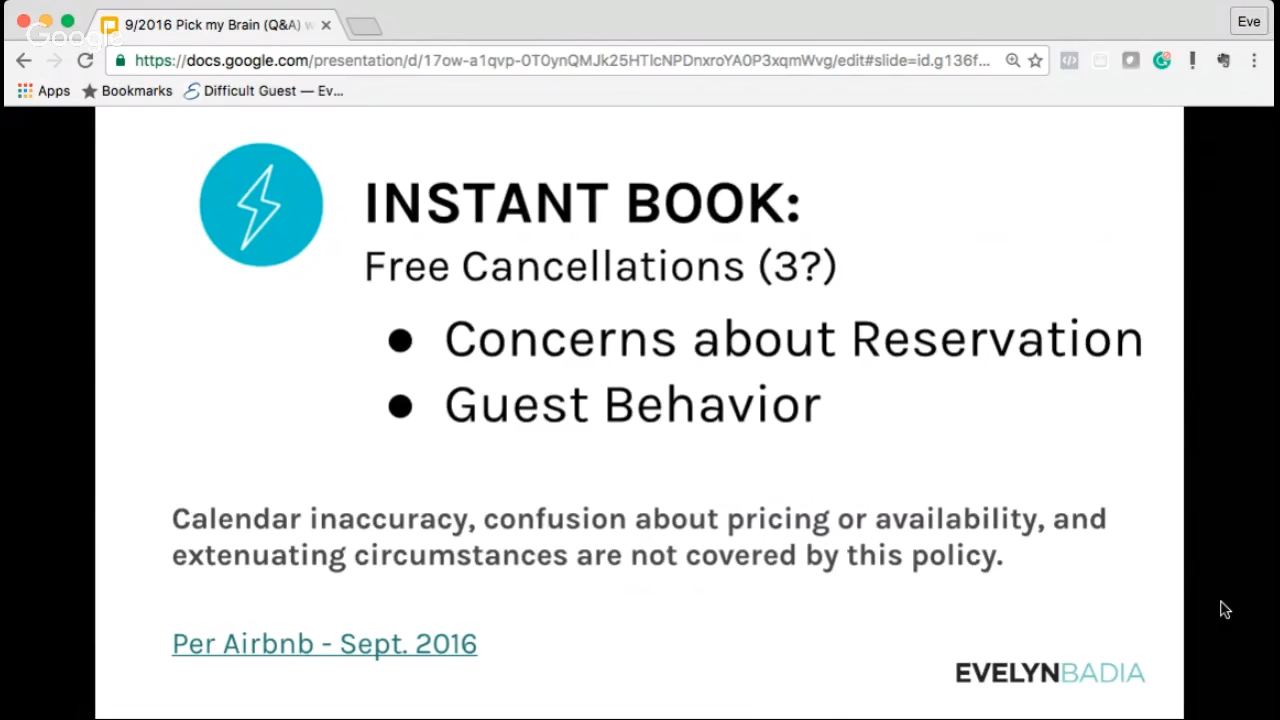 9/2016 Pick my Brain (Q&A) w
Eve
Google
https://docs.google.com/presentation/d/17ow-a1qvp-0T0ynQMJk25HTIcNPDnxroYA0P3xqmWvg/edit#slide=id.g136f...
Apps
Bookmarks
Difficult Guest — Ev...
INSTANT BOOK:
Free Cancellations (3?)
● Concerns about Reservation
● Guest Behavior
Calendar inaccuracy, confusion about pricing or availability, and
extenuating circumstances are not covered by this policy.
Per Airbnb - Sept. 2016
EVELYNBADIA